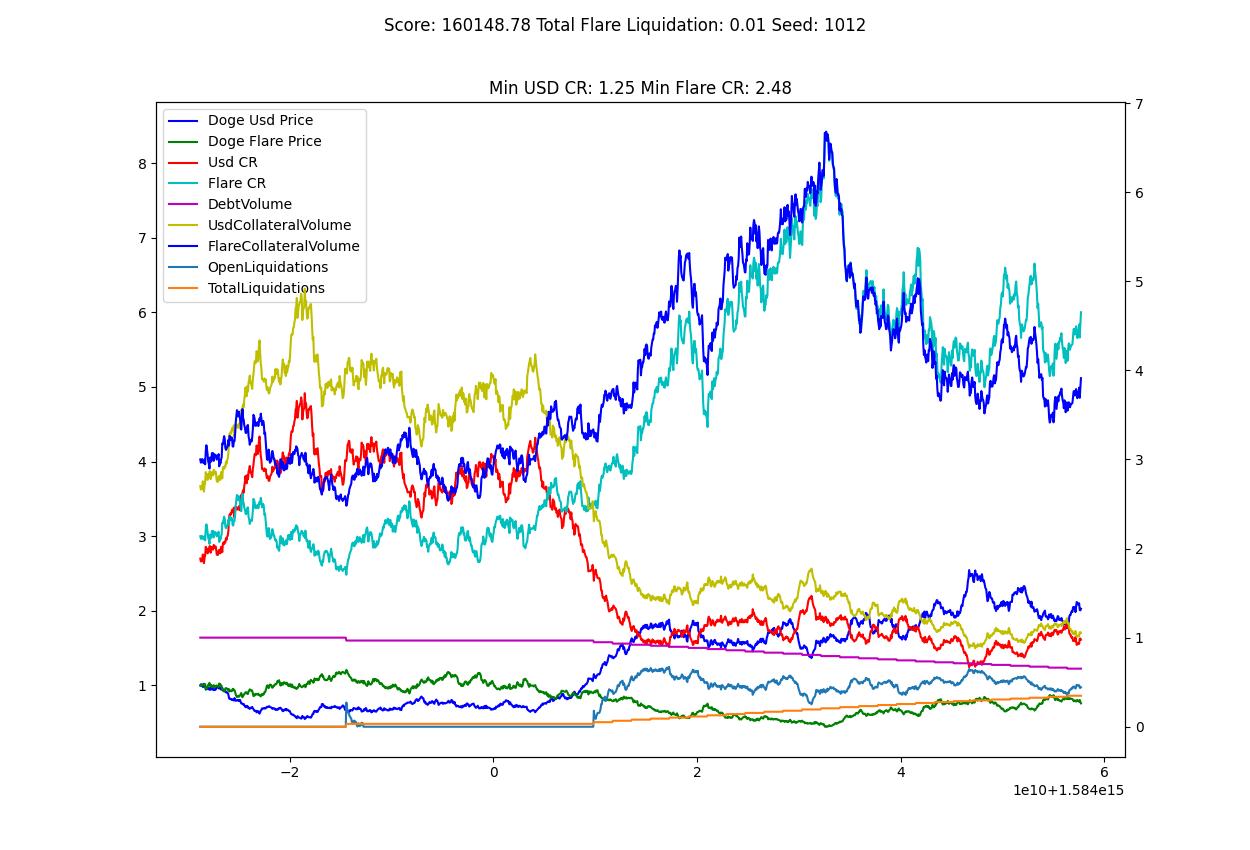 Score: 160148.78 Total Flare Liquidation: 0.01 Seed: 1012
Min USD CR: 1.25 Min Flare CR: 2.48
Doge Usd Price
Doge Flare Price
Usd CR
Flare CR
DebtVolume
UsdCollateralVolume
FlareCollateralVolume
OpenLiquidations
TotalLiquidations
8
7
6
5
4
3
2
1
7
6
5
4
3
2
1
0
−2
0
2
4
6
1e10+1.584e15